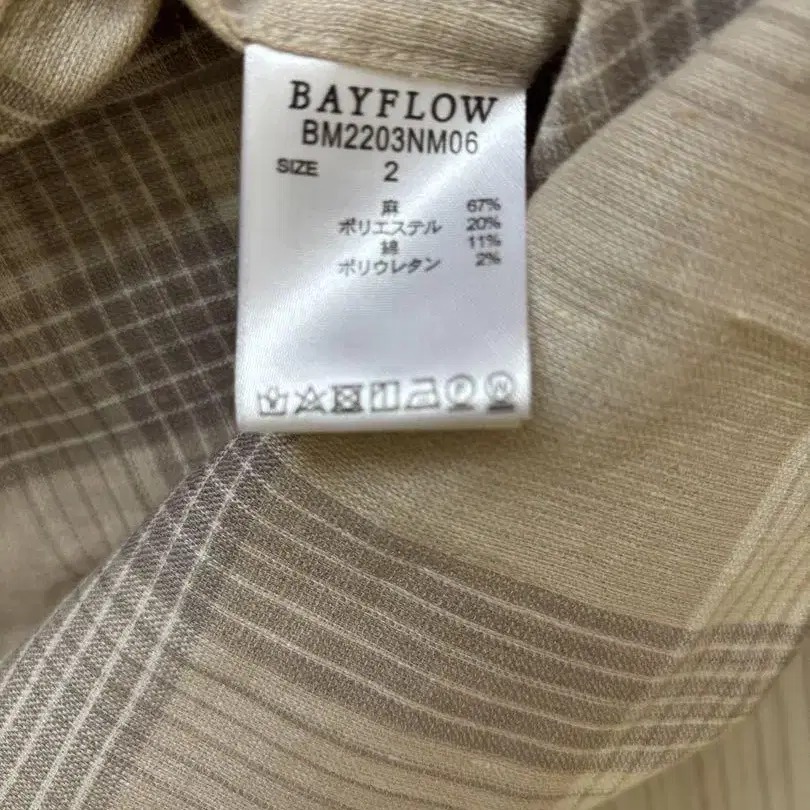 BAYFLOW
BM2203NM06
SIZE 2
麻 67%
ポリエステル 20%
綿 11%
ポリウレタン 2%
P W